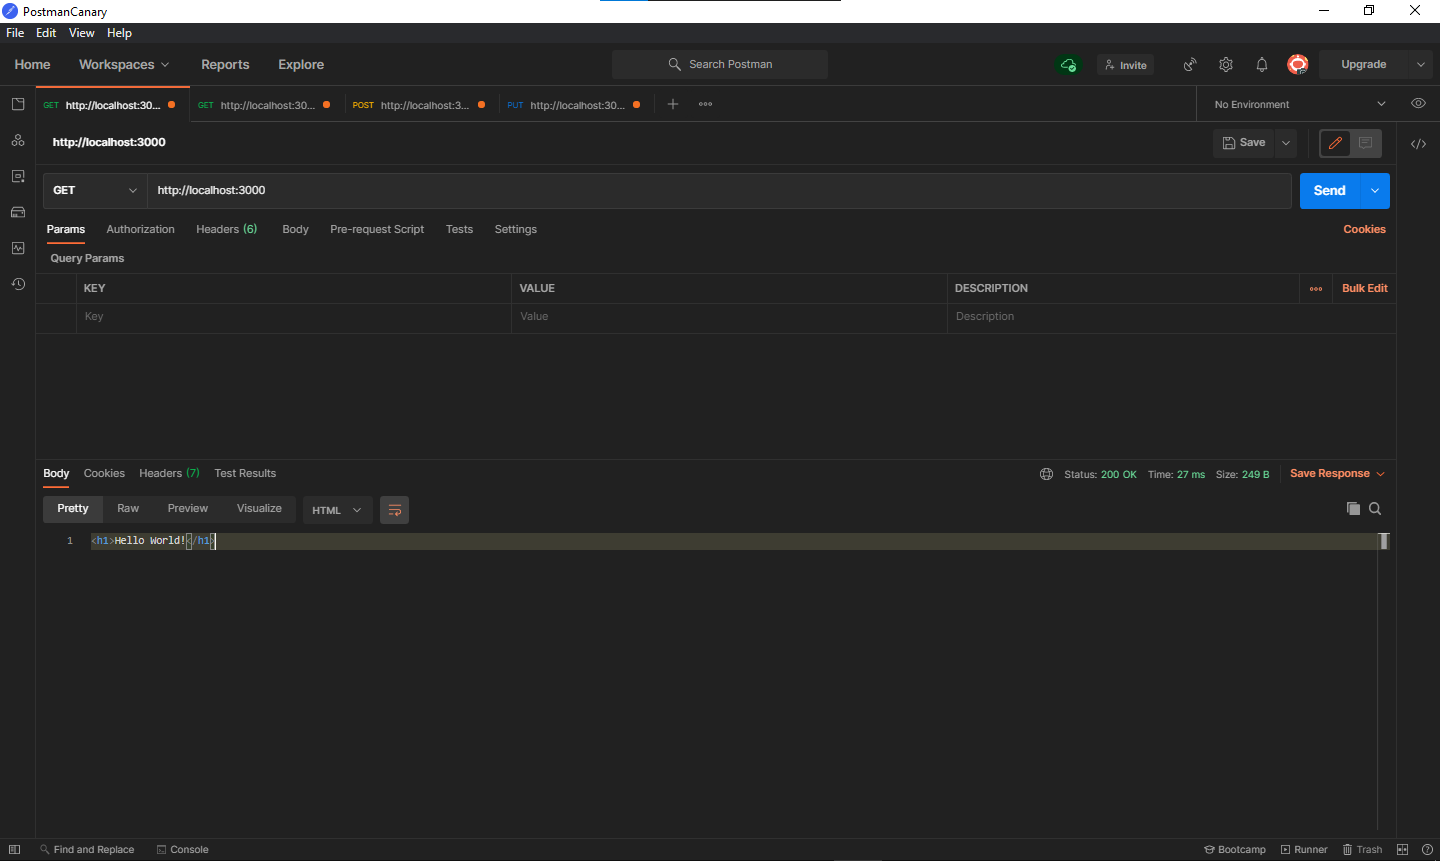 PostmanCanary
File Edit View Help
Home Workspaces Reports Explore Search Postman Invite Upgrade
GET http://localhost:30... GET http://localhost:30... POST http://localhost:3... PUT http://localhost:30... No Environment
http://localhost:3000 Save
GET http://localhost:3000 Send
Params Authorization Headers (6) Body Pre-request Script Tests Settings Cookies
Query Params
KEY VALUE DESCRIPTION Bulk Edit
Key Value Description
Body Cookies Headers (7) Test Results Status: 200 OK Time: 27 ms Size: 249 B Save Response
Pretty Raw Preview Visualize HTML
1 <h1>Hello World!</h1>
Find and Replace Console Bootcamp Runner Trash